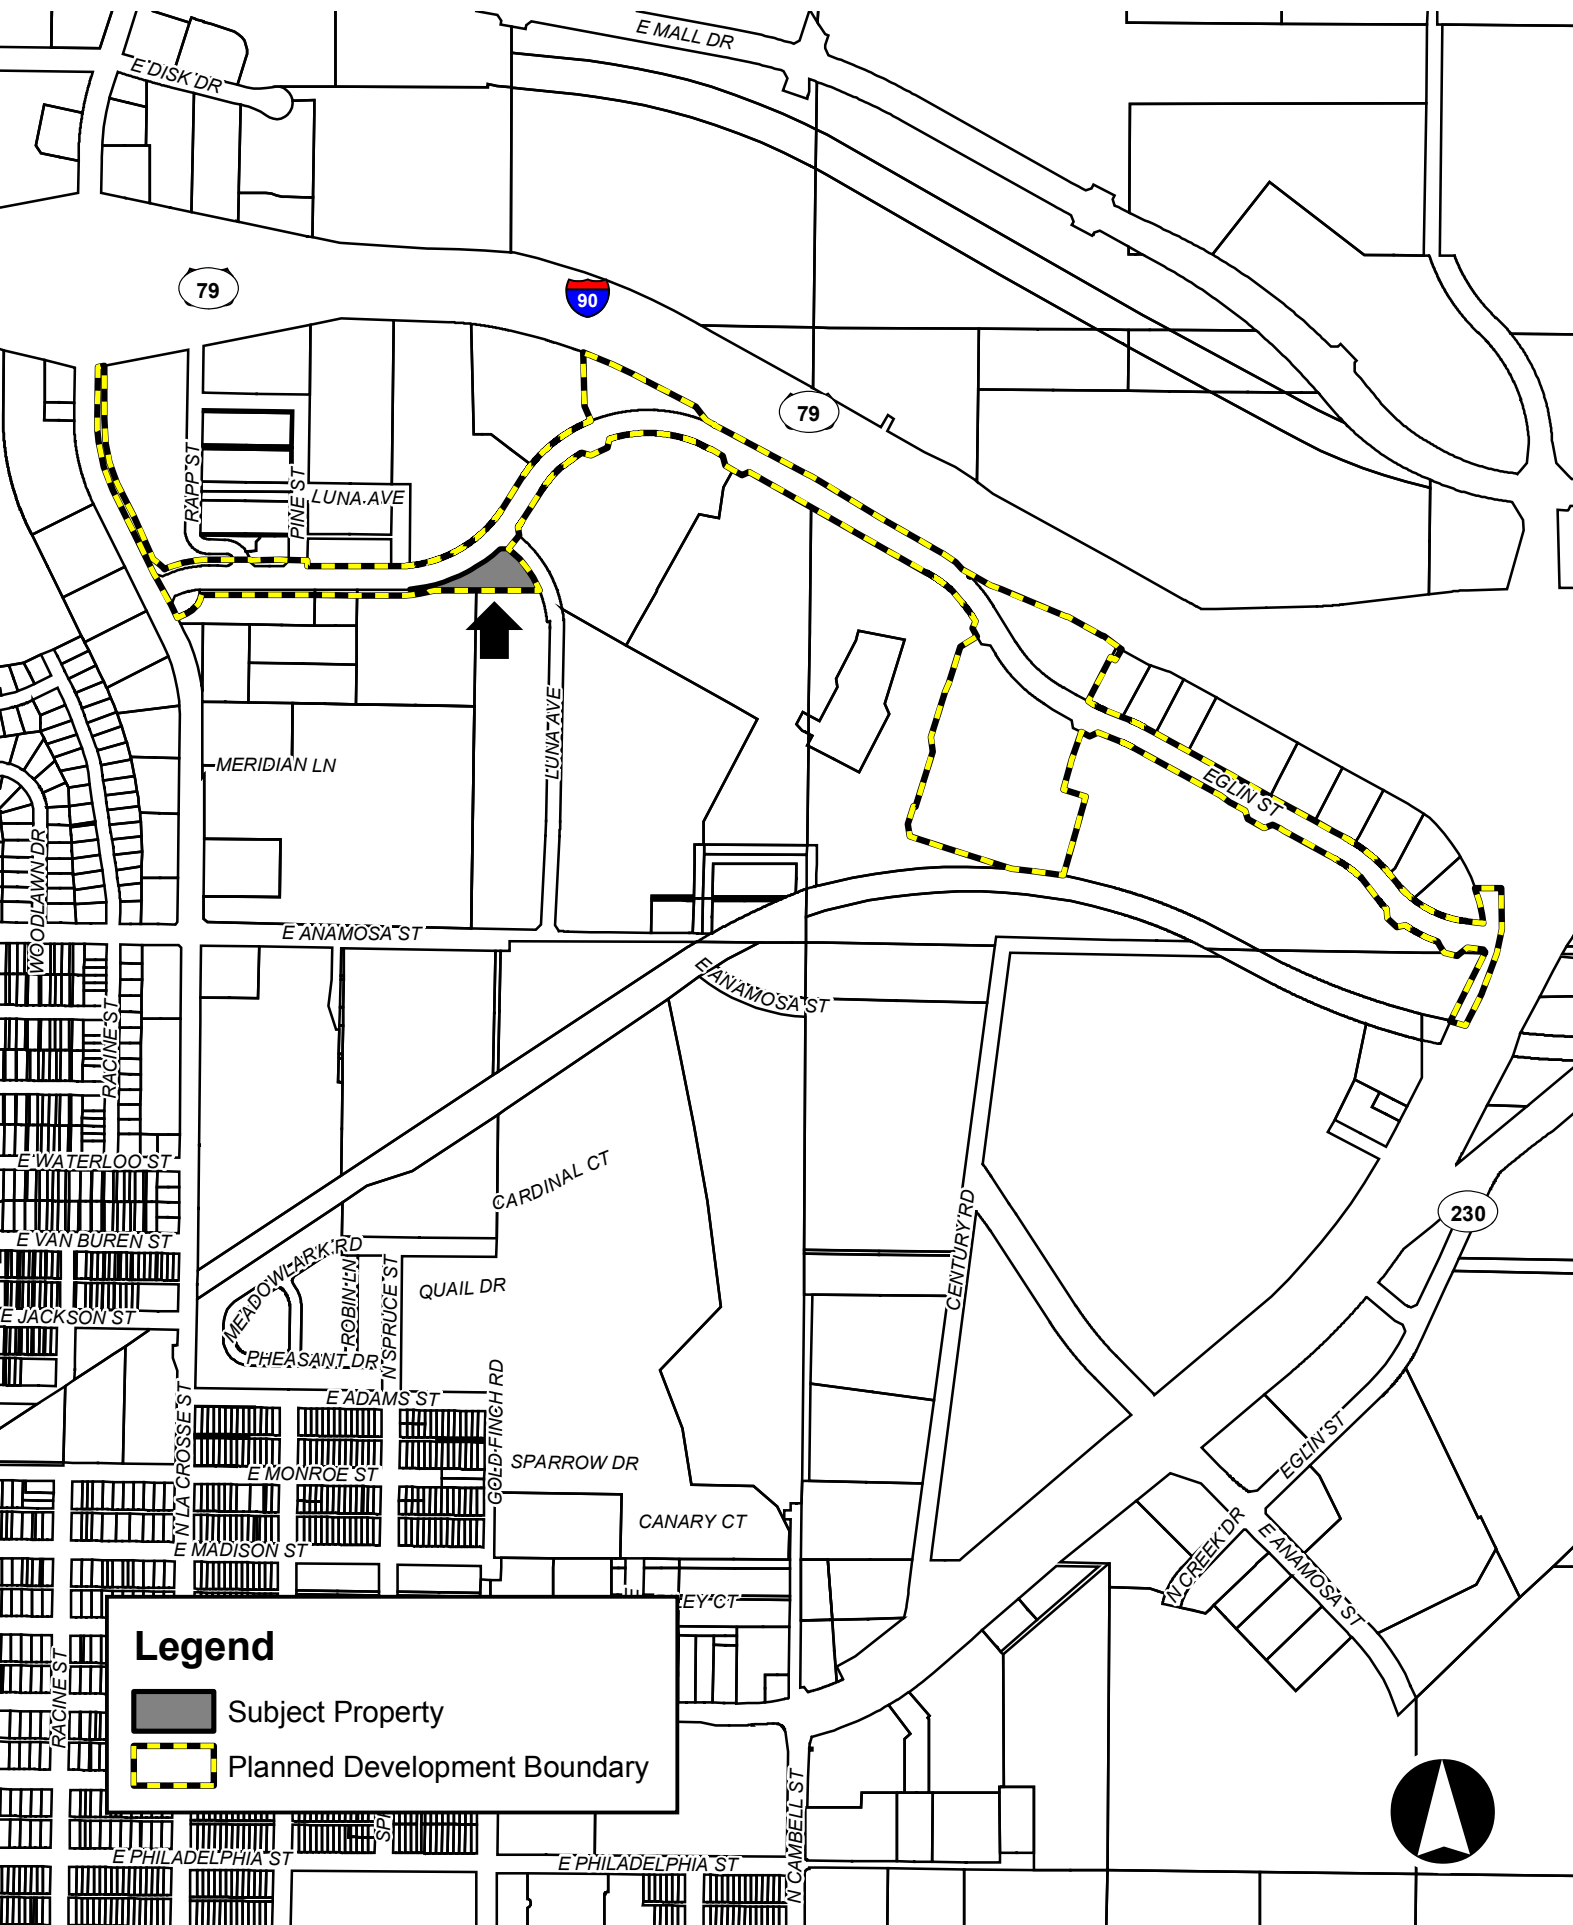 E MALL DR
E DISK DR
79
90
79
RAPP ST
PINE ST
LUNA AVE
LUNA AVE
MERIDIAN LN
EGLIN ST
WOODLAWN DR
E ANAMOSA ST
E ANAMOSA ST
RACINE ST
E WATERLOO ST
CARDINAL CT
CENTURY RD
230
E VAN BUREN ST
MEADOWLARK RD
ROBIN LN
N SPRUCE ST
QUAIL DR
E JACKSON ST
PHEASANT DR
E ADAMS ST
GOLD FINCH RD
N LA CROSSE ST
E MONROE ST
SPARROW DR
EGLIN ST
CANARY CT
N CREEK DR
E ANAMOSA ST
E MADISON ST
E
LEY CT
Legend
Subject Property
Planned Development Boundary
RACINE ST
SPI
N CAMBELL ST
E PHILADELPHIA ST
E PHILADELPHIA ST